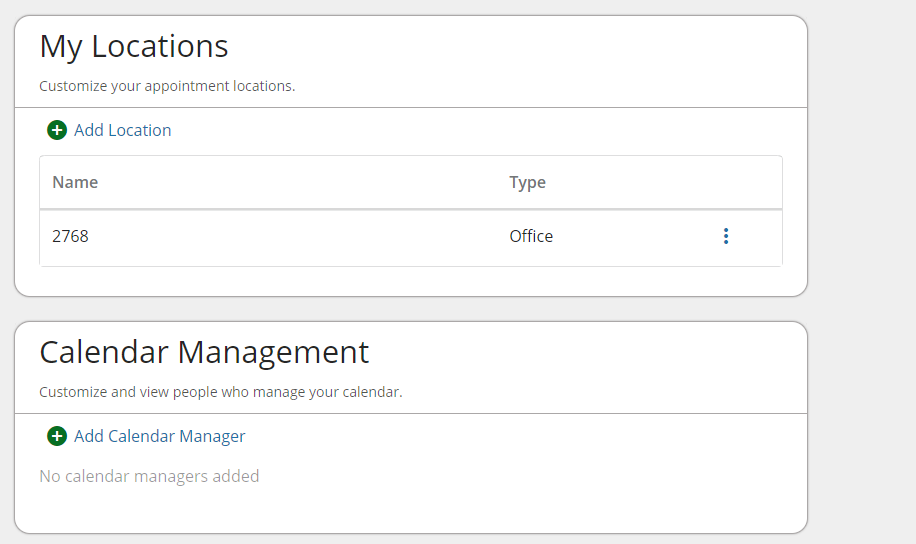 My Locations
Customize your appointment locations.
Add Location
Name Type
2768 Office
Calendar Management
Customize and view people who manage your calendar.
Add Calendar Manager
No calendar managers added